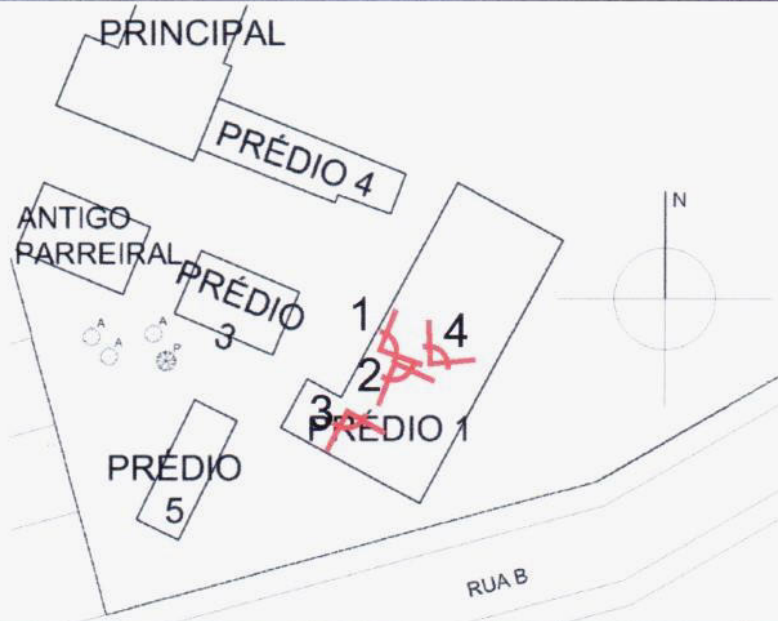 PRINCIPAL
PRÉDIO 4
ANTIGO
PARREIRAL
PRÉDIO
3
N
A
A
A
P
1
4
2
3
PRÉDIO 1
PRÉDIO
5
RUA B